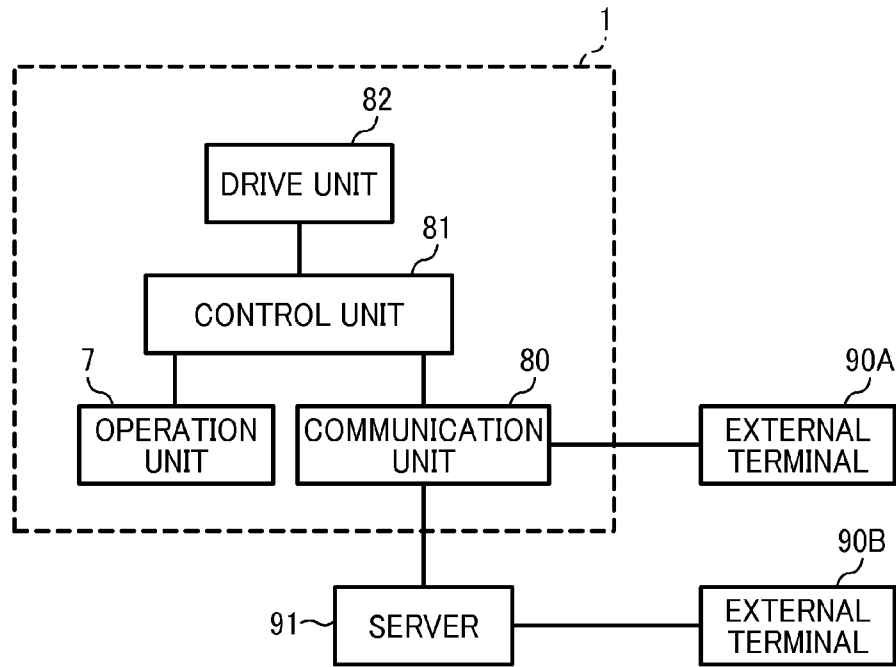 1
82
DRIVE UNIT
81
CONTROL UNIT
7
OPERATION
UNIT
80
COMMUNICATION
UNIT
90A
EXTERNAL
TERMINAL
91
SERVER
90B
EXTERNAL
TERMINAL